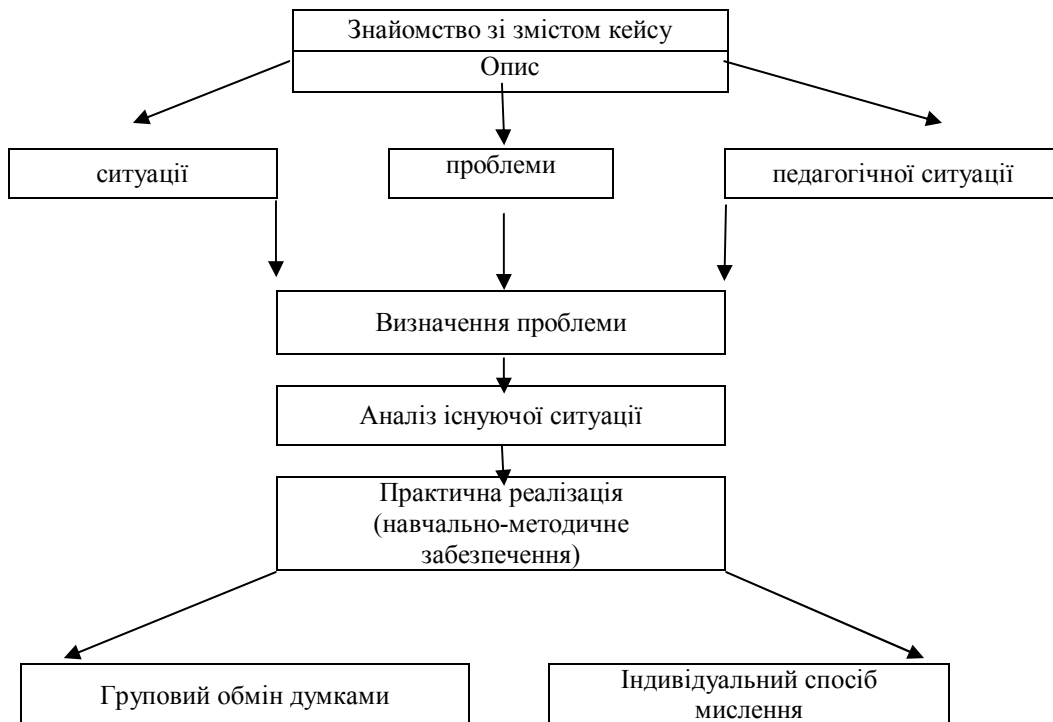 Знайомство зі змістом кейсу
Опис
ситуації
проблеми
педагогічної ситуації
Визначення проблеми
Аналіз існуючої ситуації
Практична реалізація
(навчально-методичне
забезпечення)
Груповий обмін думками
Індивідуальний спосіб
мислення